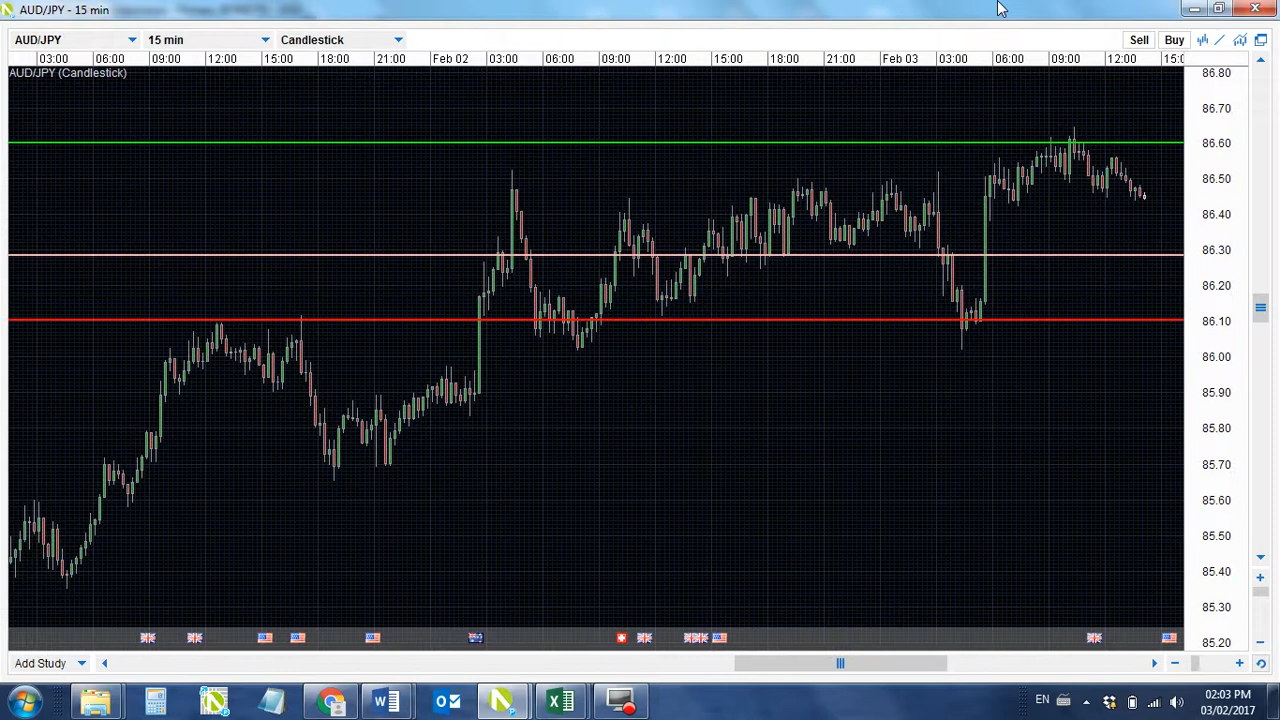 AUD/JPY - 15 min
AUD/JPY 15 min Candlestick Sell Buy
03:00 06:00 09:00 12:00 15:00 18:00 21:00 Feb 02 03:00 06:00 09:00 12:00 15:00 18:00 21:00 Feb 03 03:00 06:00 09:00 12:00 15:0
AUD/JPY (Candlestick)
86.80
86.70
86.60
86.50
86.40
86.30
86.20
86.10
86.00
85.90
85.80
85.70
85.60
85.50
85.40
85.30
85.20
Add Study
EN
02:03 PM
03/02/2017